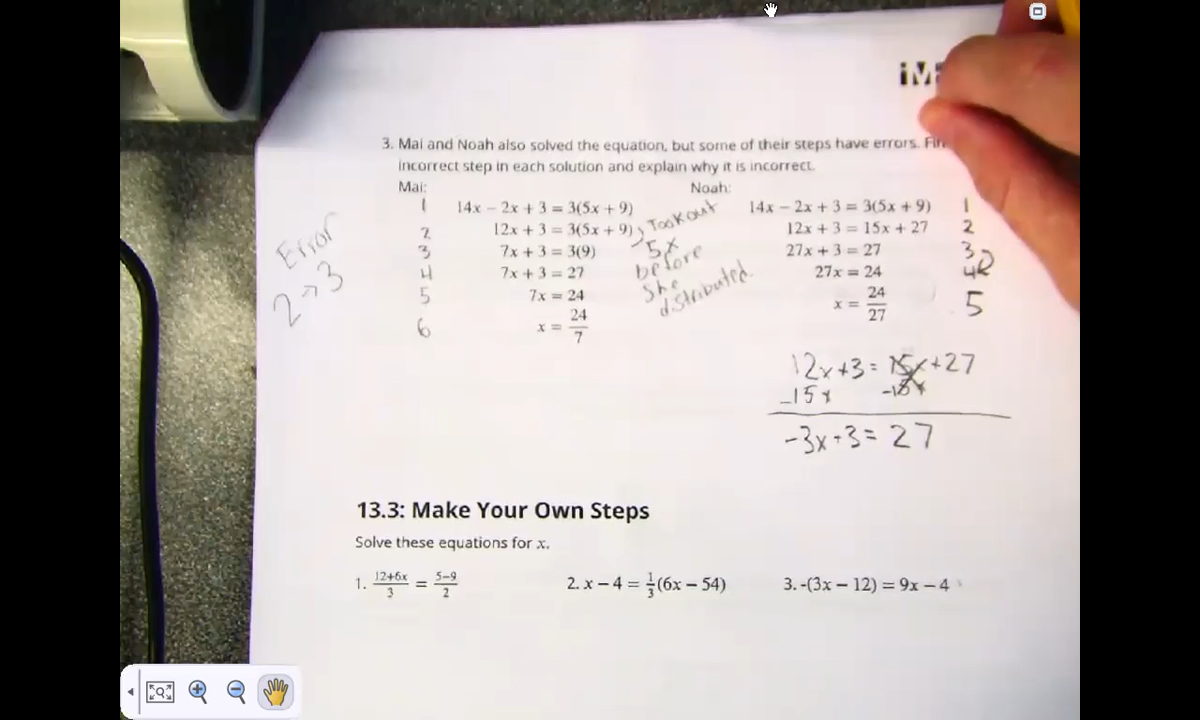 3. Mai and Noah also solved the equation, but some of their steps have errors.
incorrect step in each solution and explain why it is incorrect.
Mai:
1 14x − 2x + 3 = 3(5x + 9)
2 12x + 3 = 3(5x + 9)
3 7x + 3 = 3(9)
4 7x + 3 = 27
5 7x = 24
6 x = 24/7
Error
2→3
Took out
5x
before
she
distributed.
Noah:
14x − 2x + 3 = 3(5x + 9) 1
12x + 3 = 15x + 27 2
27x + 3 = 27 3
27x = 24 4
x = 24/27 5
12x+3 = 15x+27
-15x -15x
-3x+3= 27
13.3: Make Your Own Steps
Solve these equations for x.
1. 12+6x/3 = 5−9/2 2. x − 4 = 1/3(6x − 54) 3. -(3x − 12) = 9x − 4